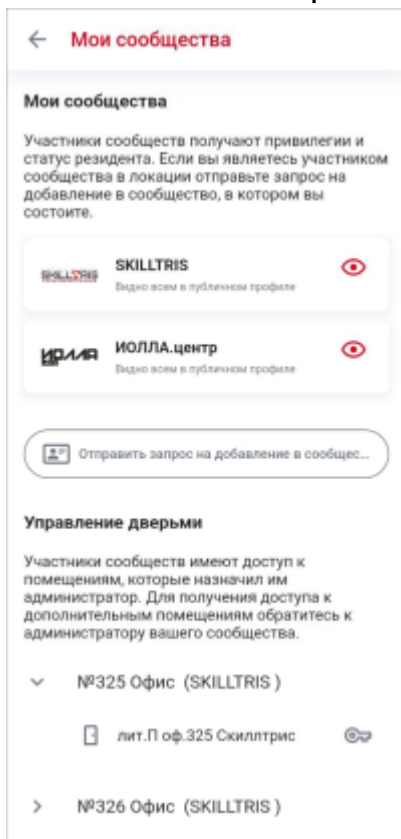 Мои сообщества
Мои сообщества
Участники сообществ получают привилегии и
статус резидента. Если вы являетесь участником
сообщества в локации отправьте запрос на
добавление в сообщество, в котором вы
состоите.
SKILLTRIS
SKILLTRIS
Видно всем в публичном профиле
ИОЛЛА
ИОЛЛА.центр
Видно всем в публичном профиле
Отправить запрос на добавление в сообщес...
Управление дверьми
Участники сообществ имеют доступ к
помещениям, которые назначил им
администратор. Для получения доступа к
дополнительным помещениям обратитесь к
администратору вашего сообщества.
№325 Офис (SKILLTRIS )
лит.П оф.325 Скиллтрис
№326 Офис (SKILLTRIS )